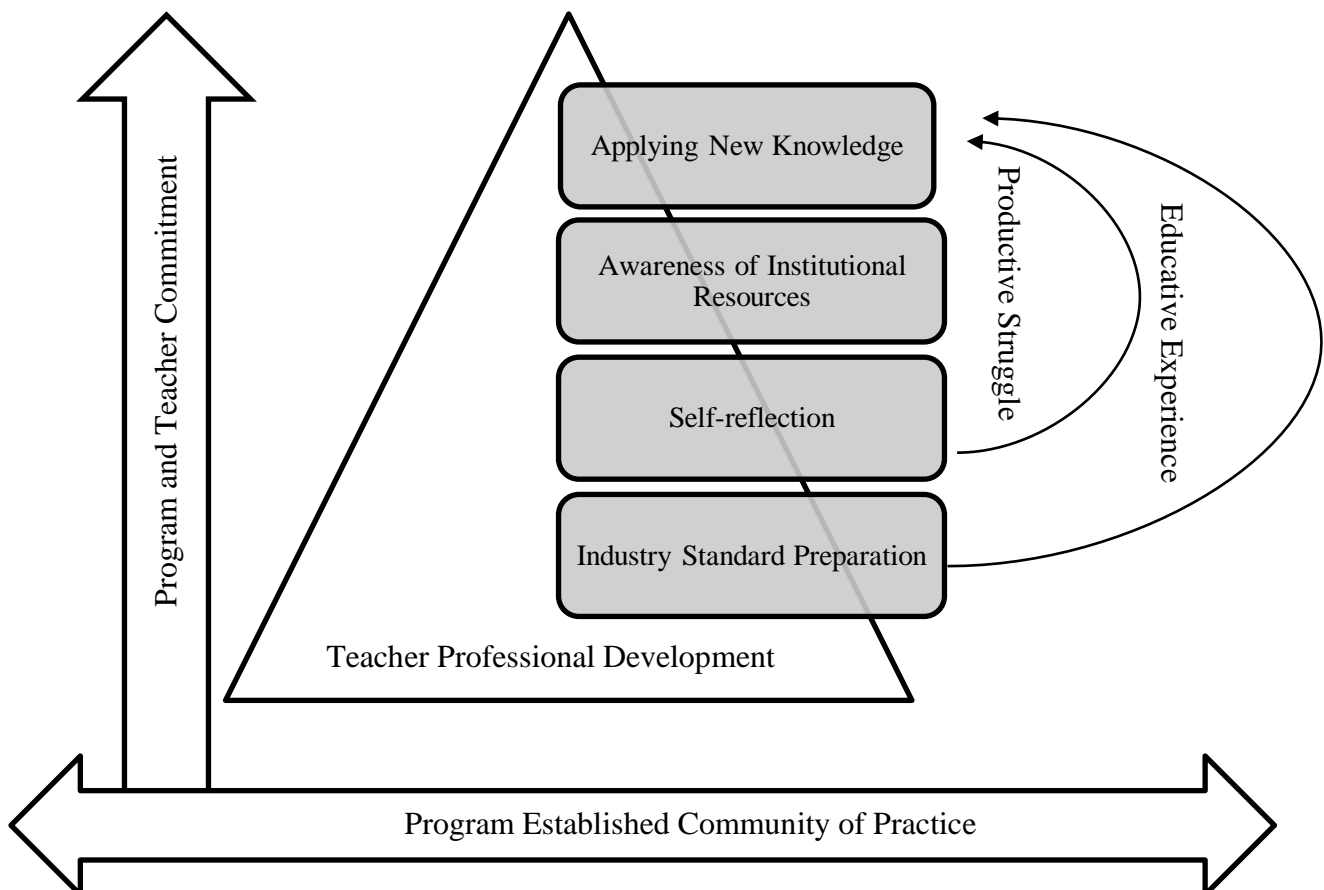 Applying New Knowledge
Awareness of Institutional
Resources
Self-reflection
Industry Standard Preparation
Teacher Professional Development
Program and Teacher Commitment
Productive Struggle
Educative Experience
Program Established Community of Practice